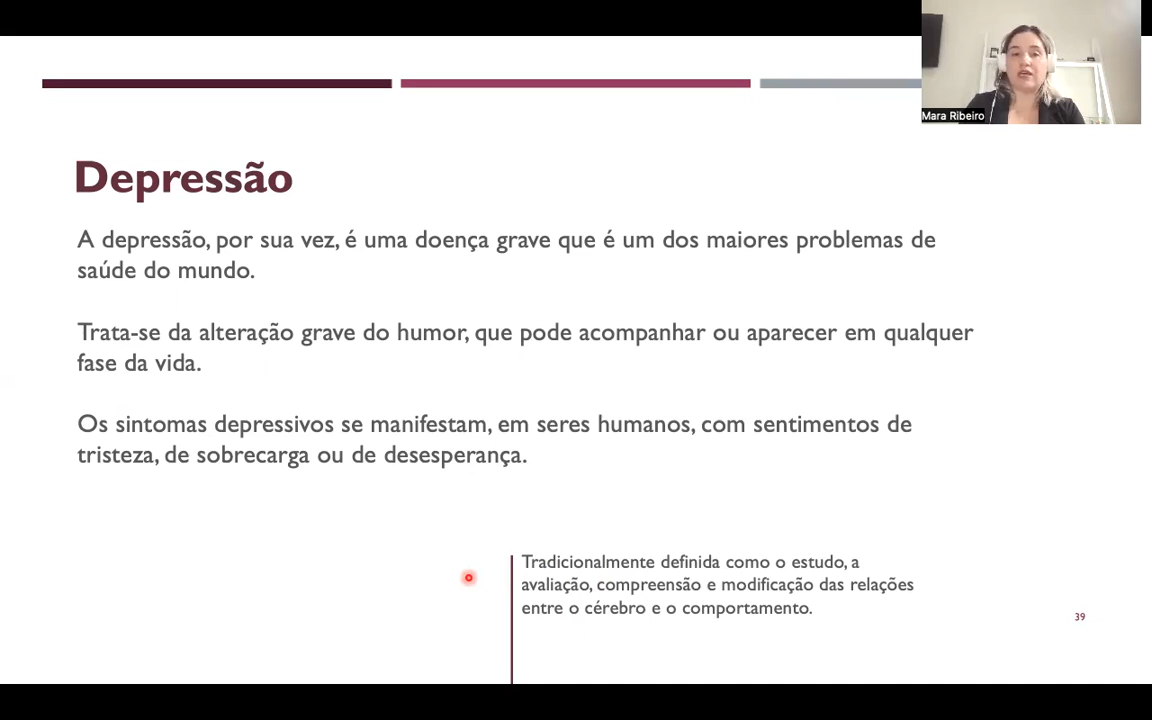 Mara Ribeiro
Depressão
A depressão, por sua vez, é uma doença grave que é um dos maiores problemas de
saúde do mundo.
Trata-se da alteração grave do humor, que pode acompanhar ou aparecer em qualquer
fase da vida.
Os sintomas depressivos se manifestam, em seres humanos, com sentimentos de
tristeza, de sobrecarga ou de desesperança.
Tradicionalmente definida como o estudo, a
avaliação, compreensão e modificação das relações
entre o cérebro e o comportamento.
39